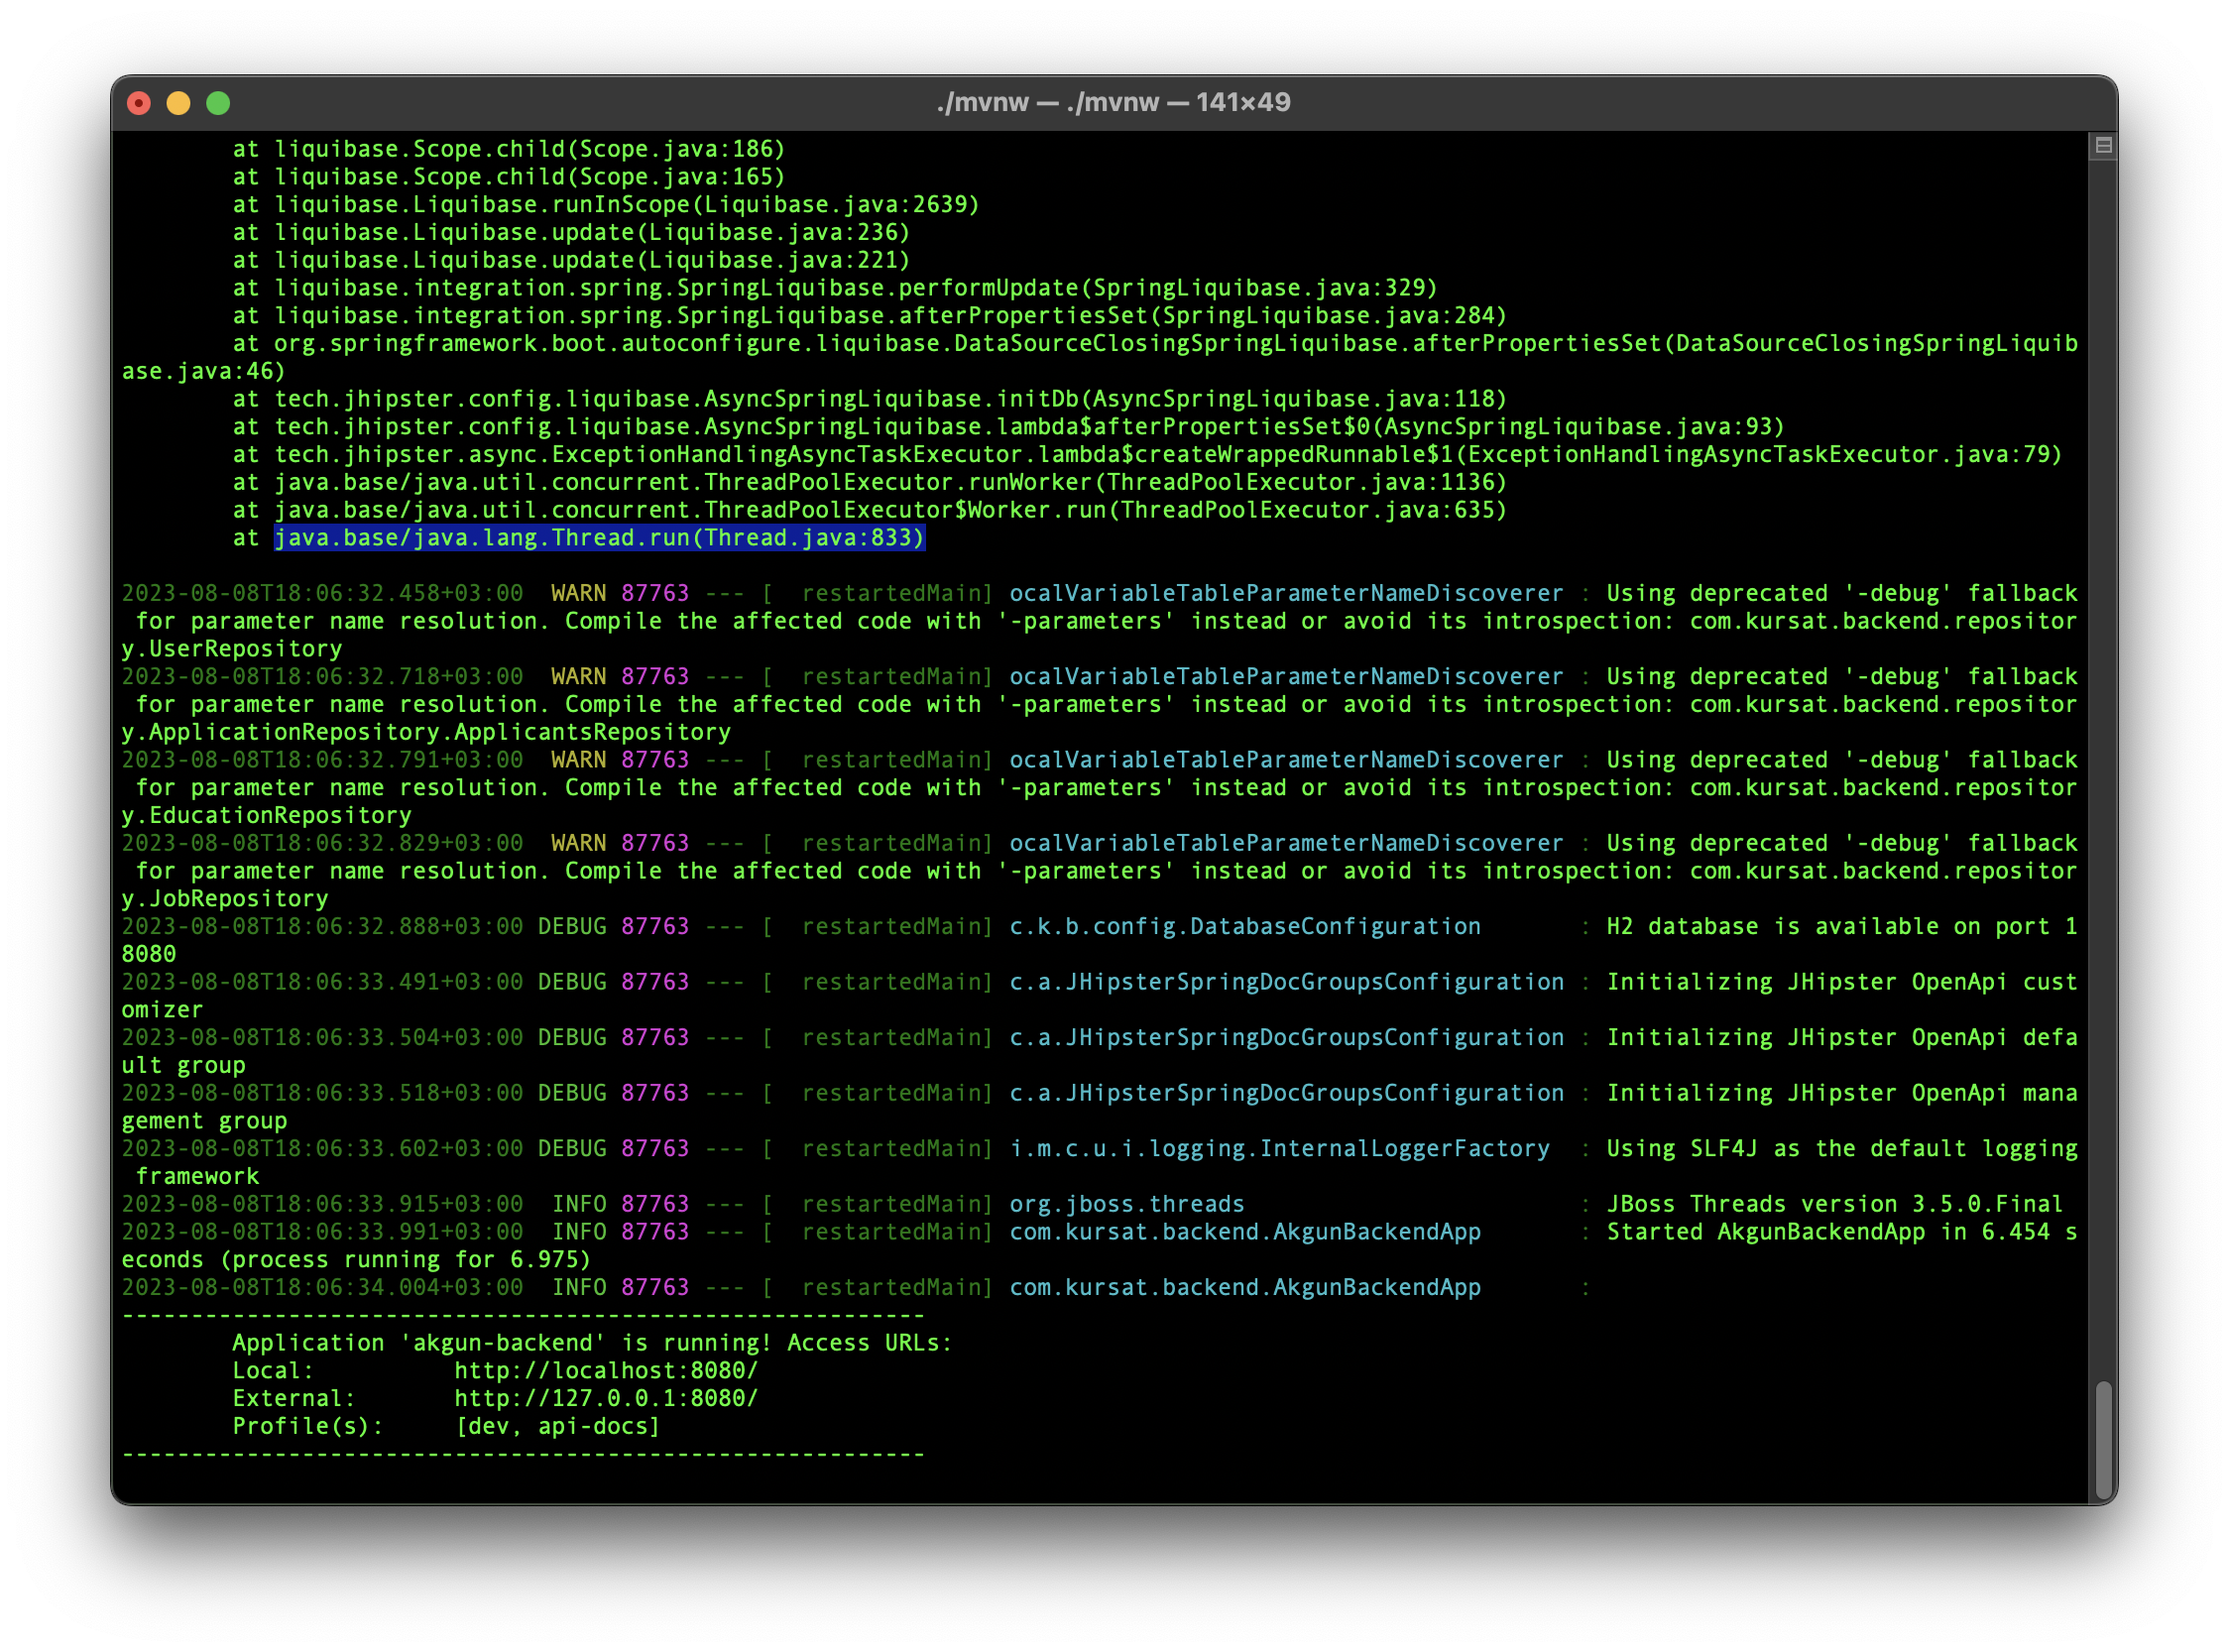 ./mvnw — ./mvnw — 141×49
at liquibase.Scope.child(Scope.java:186)
at liquibase.Scope.child(Scope.java:165)
at liquibase.Liquibase.runInScope(Liquibase.java:2639)
at liquibase.Liquibase.update(Liquibase.java:236)
at liquibase.Liquibase.update(Liquibase.java:221)
at liquibase.integration.spring.SpringLiquibase.performUpdate(SpringLiquibase.java:329)
at liquibase.integration.spring.SpringLiquibase.afterPropertiesSet(SpringLiquibase.java:284)
at org.springframework.boot.autoconfigure.liquibase.DataSourceClosingSpringLiquibase.afterPropertiesSet(DataSourceClosingSpringLiquib
ase.java:46)
at tech.jhipster.config.liquibase.AsyncSpringLiquibase.initDb(AsyncSpringLiquibase.java:118)
at tech.jhipster.config.liquibase.AsyncSpringLiquibase.lambda$afterPropertiesSet$0(AsyncSpringLiquibase.java:93)
at tech.jhipster.async.ExceptionHandlingAsyncTaskExecutor.lambda$createWrappedRunnable$1(ExceptionHandlingAsyncTaskExecutor.java:79)
at java.base/java.util.concurrent.ThreadPoolExecutor.runWorker(ThreadPoolExecutor.java:1136)
at java.base/java.util.concurrent.ThreadPoolExecutor$Worker.run(ThreadPoolExecutor.java:635)
at java.base/java.lang.Thread.run(Thread.java:833)
2023-08-08T18:06:32.458+03:00  WARN 87763 --- [  restartedMain] ocalVariableTableParameterNameDiscoverer : Using deprecated '-debug' fallback
for parameter name resolution. Compile the affected code with '-parameters' instead or avoid its introspection: com.kursat.backend.repositor
y.UserRepository
2023-08-08T18:06:32.718+03:00  WARN 87763 --- [  restartedMain] ocalVariableTableParameterNameDiscoverer : Using deprecated '-debug' fallback
for parameter name resolution. Compile the affected code with '-parameters' instead or avoid its introspection: com.kursat.backend.repositor
y.ApplicationRepository.ApplicantsRepository
2023-08-08T18:06:32.791+03:00  WARN 87763 --- [  restartedMain] ocalVariableTableParameterNameDiscoverer : Using deprecated '-debug' fallback
for parameter name resolution. Compile the affected code with '-parameters' instead or avoid its introspection: com.kursat.backend.repositor
y.EducationRepository
2023-08-08T18:06:32.829+03:00  WARN 87763 --- [  restartedMain] ocalVariableTableParameterNameDiscoverer : Using deprecated '-debug' fallback
for parameter name resolution. Compile the affected code with '-parameters' instead or avoid its introspection: com.kursat.backend.repositor
y.JobRepository
2023-08-08T18:06:32.888+03:00 DEBUG 87763 --- [  restartedMain] c.k.b.config.DatabaseConfiguration       : H2 database is available on port 1
8080
2023-08-08T18:06:33.491+03:00 DEBUG 87763 --- [  restartedMain] c.a.JHipsterSpringDocGroupsConfiguration : Initializing JHipster OpenApi cust
omizer
2023-08-08T18:06:33.504+03:00 DEBUG 87763 --- [  restartedMain] c.a.JHipsterSpringDocGroupsConfiguration : Initializing JHipster OpenApi defa
ult group
2023-08-08T18:06:33.518+03:00 DEBUG 87763 --- [  restartedMain] c.a.JHipsterSpringDocGroupsConfiguration : Initializing JHipster OpenApi mana
gement group
2023-08-08T18:06:33.602+03:00 DEBUG 87763 --- [  restartedMain] i.m.c.u.i.logging.InternalLoggerFactory  : Using SLF4J as the default logging
framework
2023-08-08T18:06:33.915+03:00  INFO 87763 --- [  restartedMain] org.jboss.threads                        : JBoss Threads version 3.5.0.Final
2023-08-08T18:06:33.991+03:00  INFO 87763 --- [  restartedMain] com.kursat.backend.AkgunBackendApp       : Started AkgunBackendApp in 6.454 s
econds (process running for 6.975)
2023-08-08T18:06:34.004+03:00  INFO 87763 --- [  restartedMain] com.kursat.backend.AkgunBackendApp       :
----------------------------------------------------------
Application 'akgun-backend' is running! Access URLs:
Local:          http://localhost:8080/
External:       http://127.0.0.1:8080/
Profile(s):     [dev, api-docs]
----------------------------------------------------------